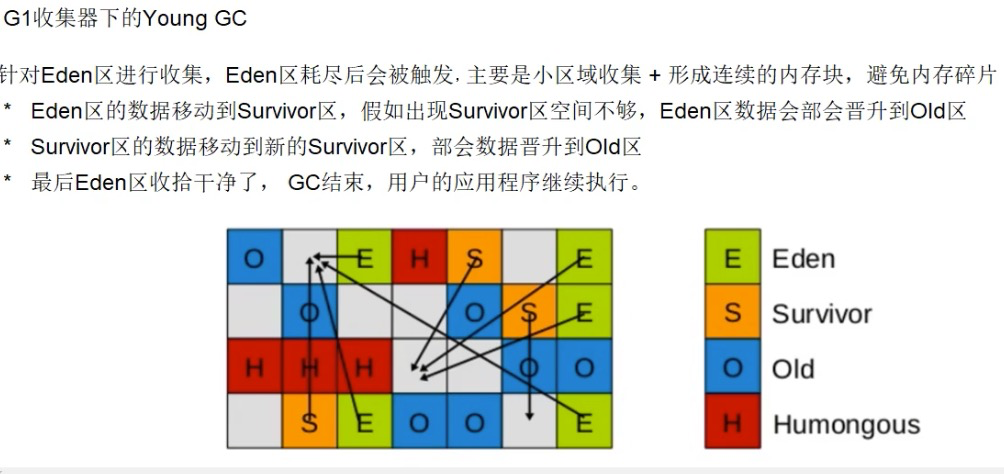 G1收集器下的Young GC
针对Eden区进行收集，Eden区耗尽后会被触发，主要是小区域收集 + 形成连续的内存块，避免内存碎片
* Eden区的数据移动到Survivor区，假如出现Survivor区空间不够，Eden区数据会部会晋升到Old区
* Survivor区的数据移动到新的Survivor区，部会数据晋升到Old区
* 最后Eden区收拾干净了， GC结束，用户的应用程序继续执行。
O E H S E E Eden
O O S E S Survivor
H H H O O O Old
S E O O E H Humongous